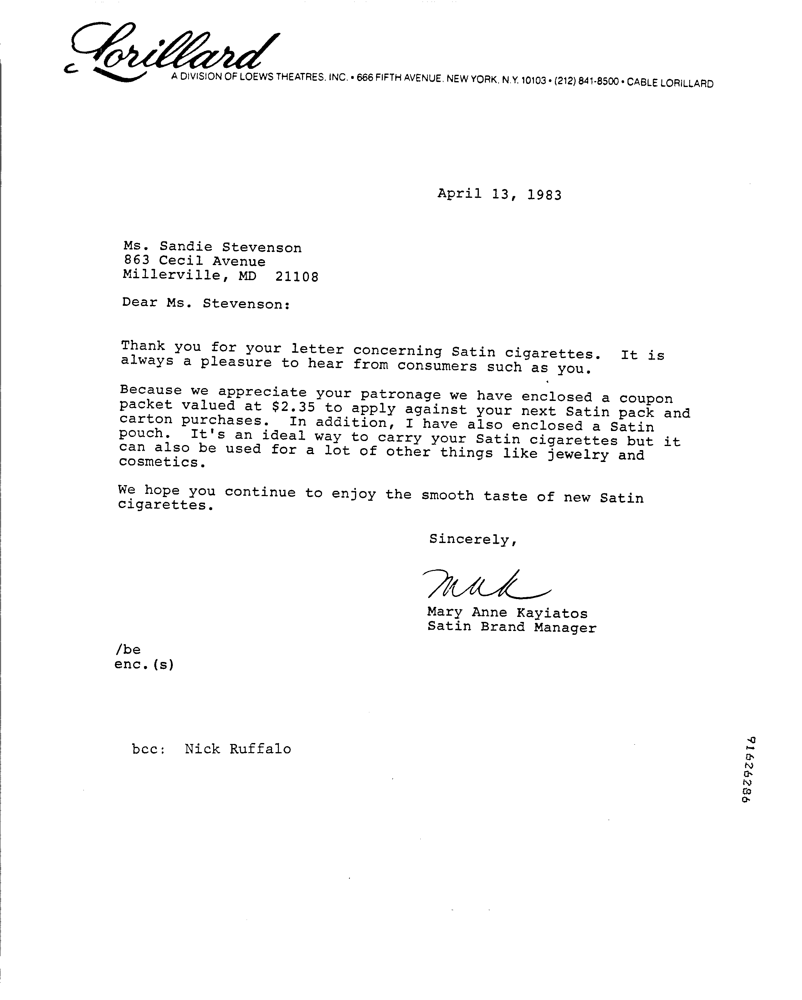 Lorillard
A DIVISION OF LOEWS THEATRES, INC. • 666 FIFTH AVENUE, NEW YORK, N.Y. 10103 • (212) 841-8500 • CABLE LORILLARD
April 13, 1983
Ms. Sandie Stevenson
863 Cecil Avenue
Millerville, MD 21108
Dear Ms. Stevenson:
Thank you for your letter concerning Satin cigarettes. It is
always a pleasure to hear from consumers such as you.
Because we appreciate your patronage we have enclosed a coupon
packet valued at $2.35 to apply against your next Satin pack and
carton purchases. In addition, I have also enclosed a Satin
pouch. It's an ideal way to carry your Satin cigarettes but it
can also be used for a lot of other things like jewelry and
cosmetics.
We hope you continue to enjoy the smooth taste of new Satin
cigarettes.
Sincerely,
MAK
Mary Anne Kayiatos
Satin Brand Manager
/be
enc.(s)
bcc: Nick Ruffalo
91626286